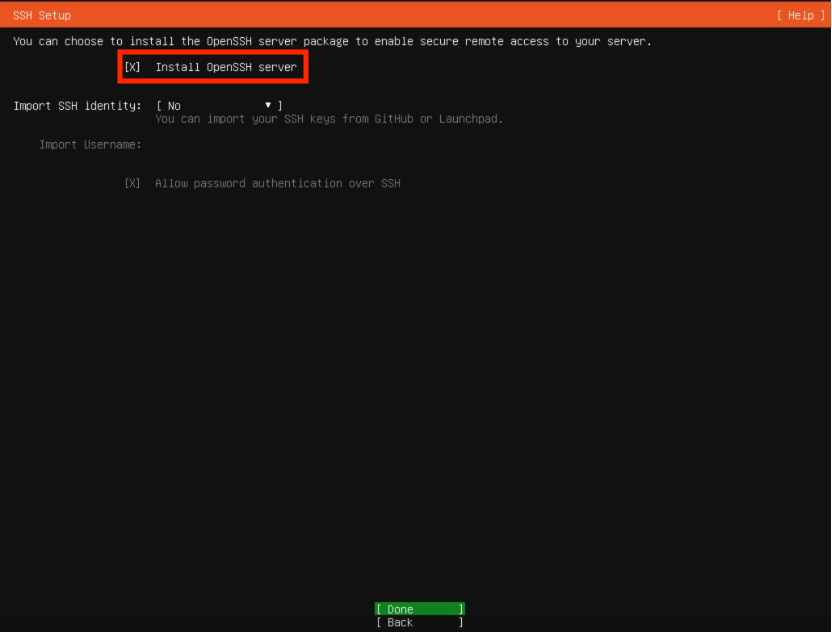 SSH Setup [ Help ]
You can choose to install the OpenSSH server package to enable secure remote access to your server.
[X] Install OpenSSH server
Import SSH identity: [ No ▾ ]
You can import your SSH keys from GitHub or Launchpad.
Import Username:
[X] Allow password authentication over SSH
[ Done ]
[ Back ]